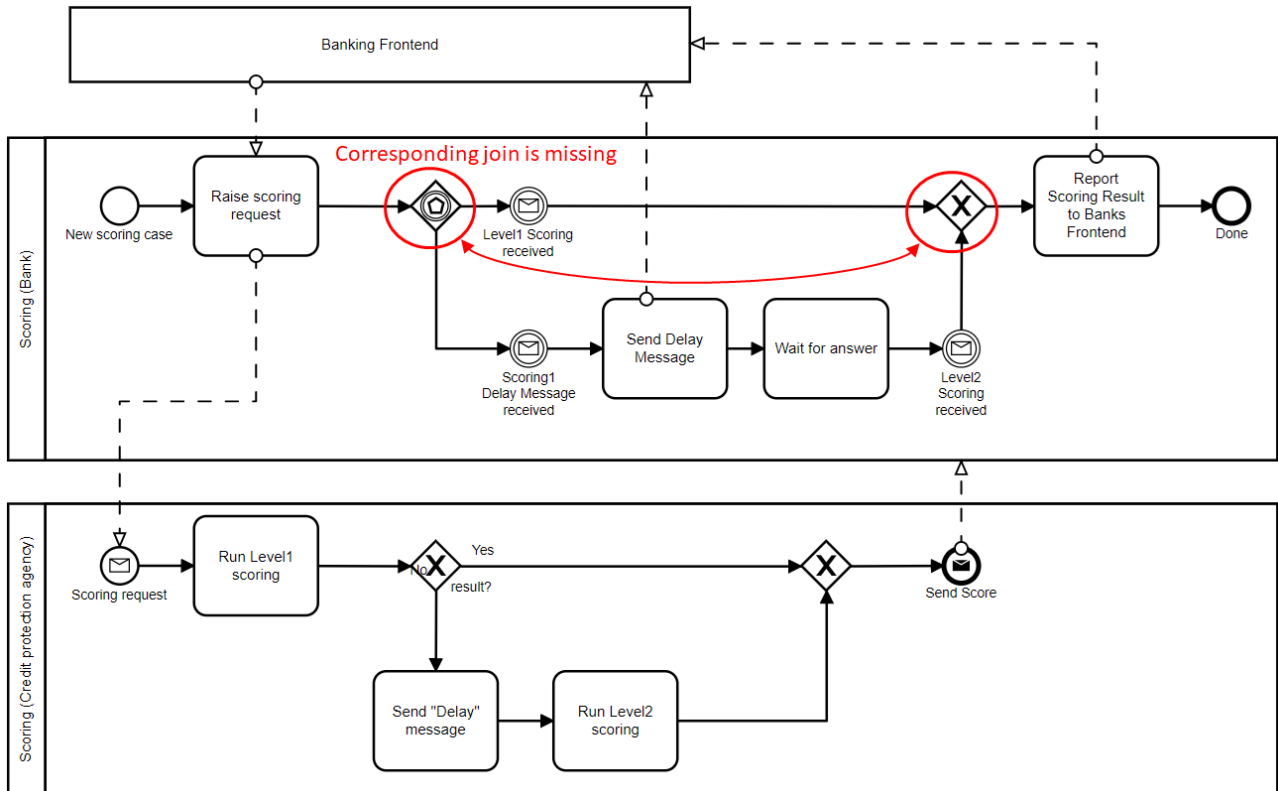 Banking Frontend
Scoring (Bank)
Corresponding join is missing
New scoring case
Raise scoring
request
Level1 Scoring
received
Report
Scoring Result
to Banks
Frontend
Done
Scoring1
Delay Message
received
Send Delay
Message
Wait for answer
Level2
Scoring
received
Scoring (Credit protection agency)
Scoring request
Run Level1
scoring
No
Yes
result?
Send Score
Send "Delay"
message
Run Level2
scoring